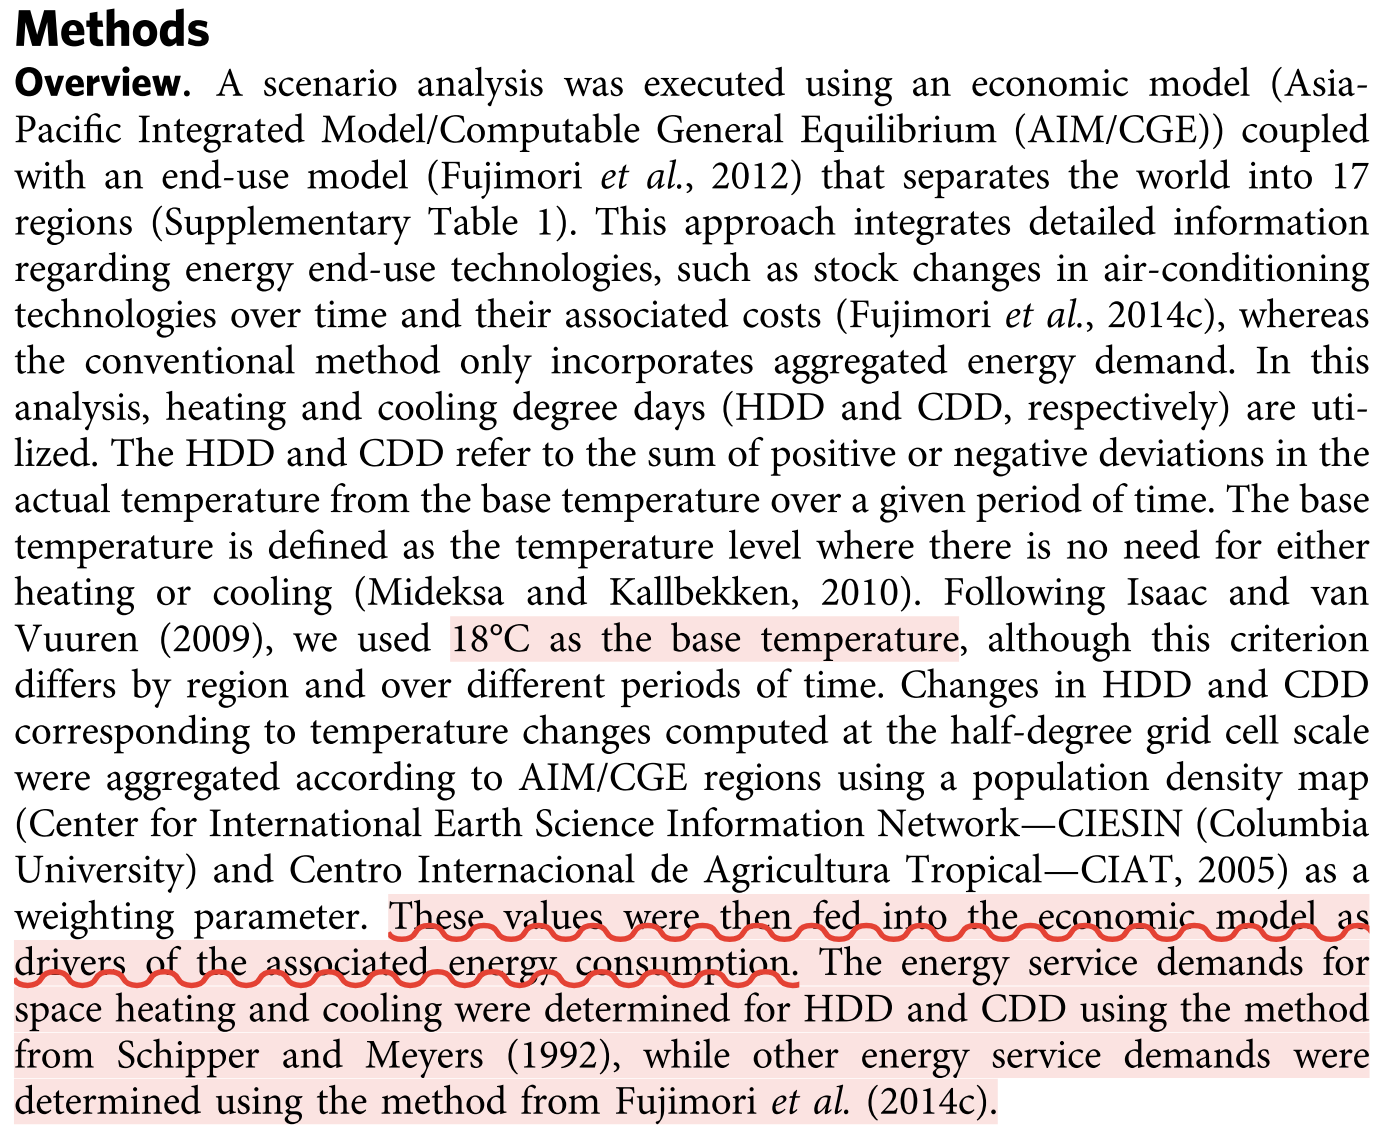 Methods
Overview. A scenario analysis was executed using an economic model (Asia-
Pacific Integrated Model/Computable General Equilibrium (AIM/CGE)) coupled
with an end-use model (Fujimori et al., 2012) that separates the world into 17
regions (Supplementary Table 1). This approach integrates detailed information
regarding energy end-use technologies, such as stock changes in air-conditioning
technologies over time and their associated costs (Fujimori et al., 2014c), whereas
the conventional method only incorporates aggregated energy demand. In this
analysis, heating and cooling degree days (HDD and CDD, respectively) are uti-
lized. The HDD and CDD refer to the sum of positive or negative deviations in the
actual temperature from the base temperature over a given period of time. The base
temperature is defined as the temperature level where there is no need for either
heating or cooling (Mideksa and Kallbekken, 2010). Following Isaac and van
Vuuren (2009), we used 18°C as the base temperature, although this criterion
differs by region and over different periods of time. Changes in HDD and CDD
corresponding to temperature changes computed at the half-degree grid cell scale
were aggregated according to AIM/CGE regions using a population density map
(Center for International Earth Science Information Network—CIESIN (Columbia
University) and Centro Internacional de Agricultura Tropical—CIAT, 2005) as a
weighting parameter. These values were then fed into the economic model as
drivers of the associated energy consumption. The energy service demands for
space heating and cooling were determined for HDD and CDD using the method
from Schipper and Meyers (1992), while other energy service demands were
determined using the method from Fujimori et al. (2014c).